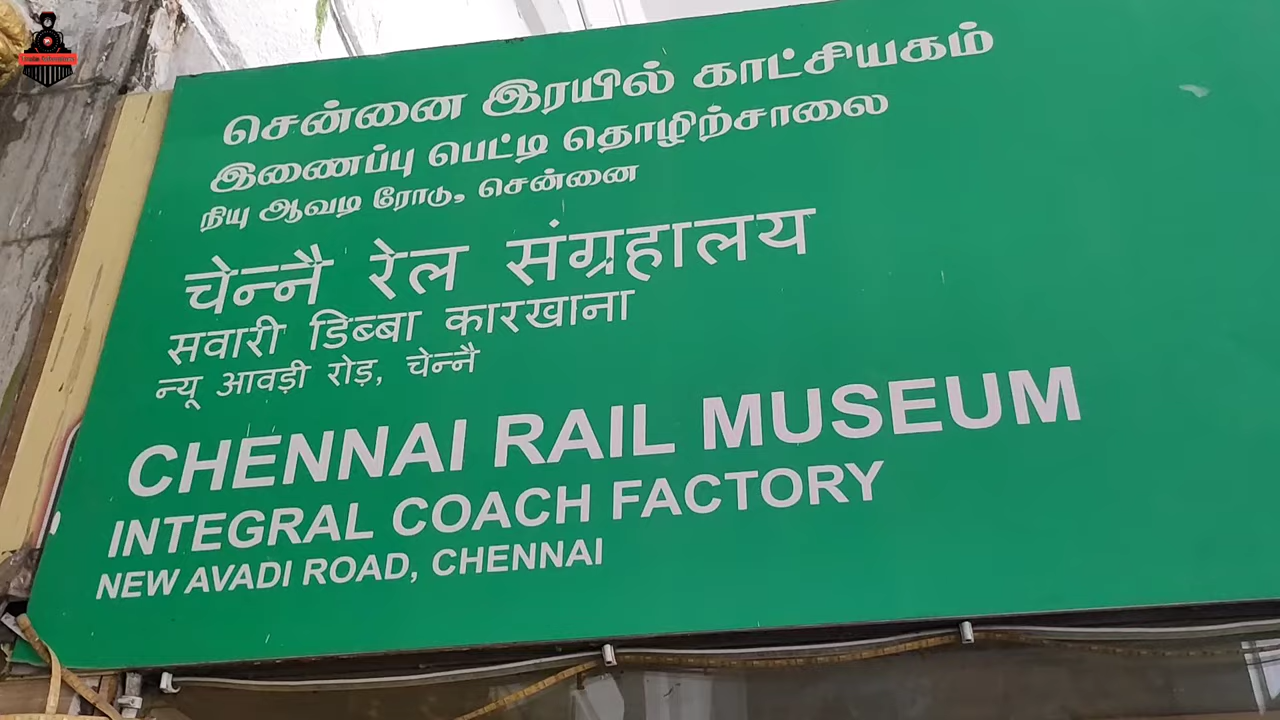 சென்னை இரயில் காட்சியகம்
இணைப்பு பெட்டி தொழிற்சாலை
நியு ஆவடி ரோடு, சென்னை
चेन्नै रेल संग्रहालय
सवारी डिब्बा कारखाना
न्यू आवड़ी रोड़, चेन्नै
CHENNAI RAIL MUSEUM
INTEGRAL COACH FACTORY
NEW AVADI ROAD, CHENNAI